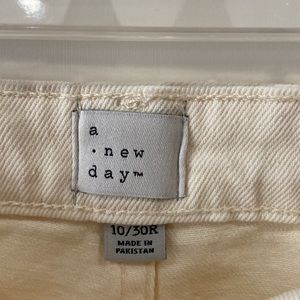 a
· new
day™
10/30R
MADE IN
PAKISTAN